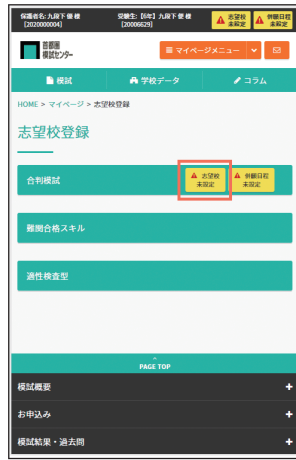 保護者名: 九段下 優 様
[2020000004]
受験生: 【6年】 九段下 優 様
[20006629]
志望校
未設定
併願日程
未設定
首都圏
模試センター
マイページメニュー
模試
学校データ
コラム
HOME > マイページ > 志望校登録
志望校登録
合判模試
志望校
未設定
併願日程
未設定
難関合格スキル
適性検査型
PAGE TOP
模試概要 +
お申込み +
模試結果・過去問 +